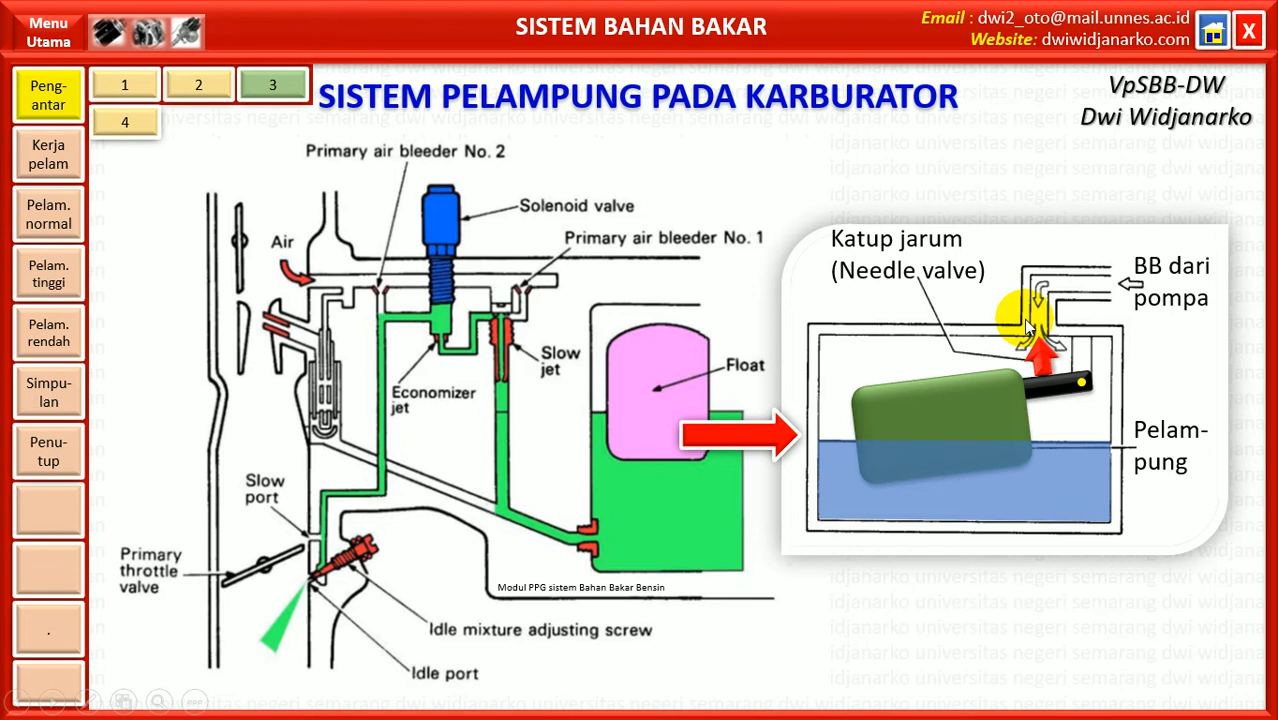 Menu
Utama
SISTEM BAHAN BAKAR
Email : dwi2_oto@mail.unnes.ac.id
Website: dwiwidjanarko.com
X
Peng-
antar
1
2
3
4
SISTEM PELAMPUNG PADA KARBURATOR
VpSBB-DW
Dwi Widjanarko
Kerja
pelam
Pelam.
normal
Pelam.
tinggi
Pelam.
rendah
Simpu-
lan
Penu-
tup
.
Primary air bleeder No. 2
Solenoid valve
Primary air bleeder No. 1
Air
Slow
jet
Economizer
jet
Float
Slow
port
Primary
throttle
valve
Modul PPG sistem Bahan Bakar Bensin
Idle mixture adjusting screw
Idle port
Katup jarum
(Needle valve)
BB dari
pompa
Pelam-
pung